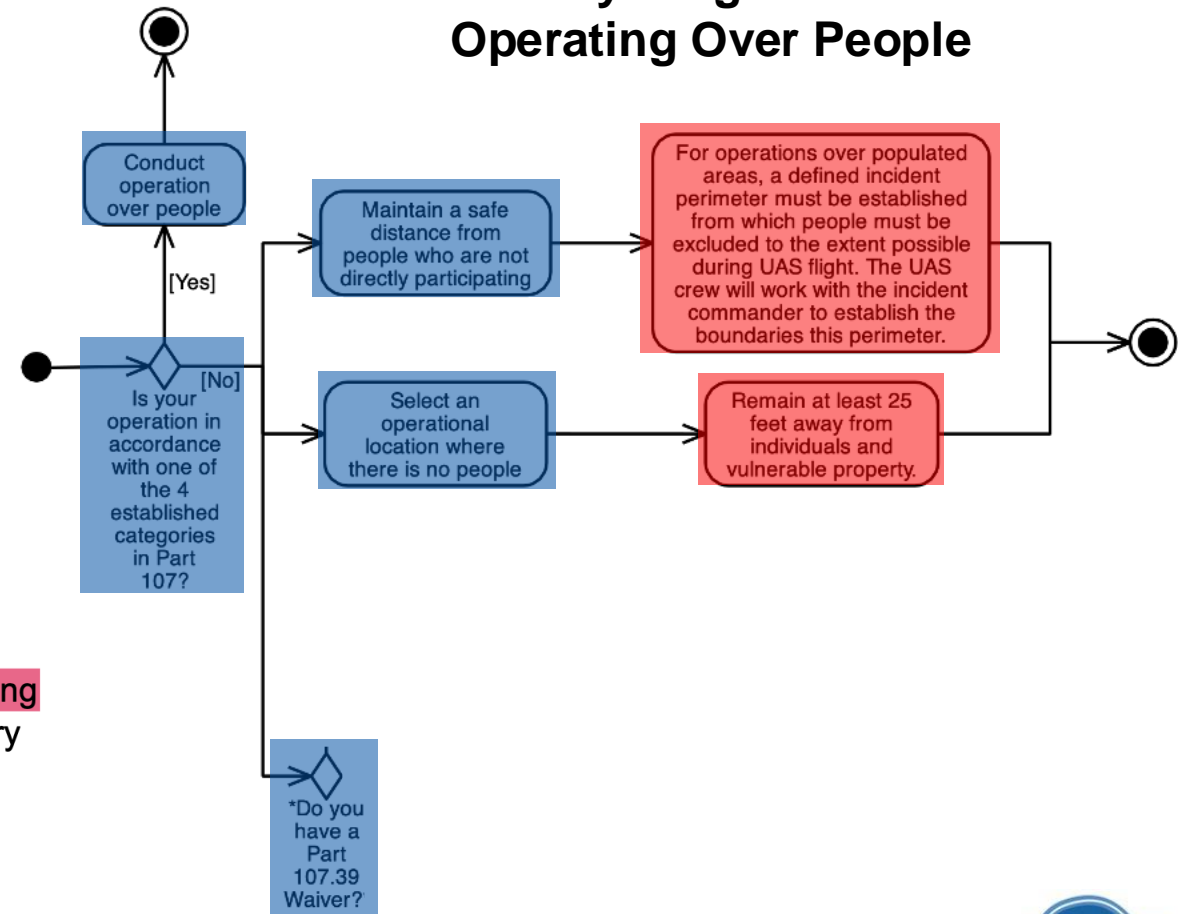 Operating Over People
Conduct
operation
over people
[Yes]
[No]
Is your
operation in
accordance
with one of
the 4
established
categories
in Part
107?
Maintain a safe
distance from
people who are not
directly participating
For operations over populated
areas, a defined incident
perimeter must be established
from which people must be
excluded to the extent possible
during UAS flight. The UAS
crew will work with the incident
commander to establish the
boundaries this perimeter.
Select an
operational
location where
there is no people
Remain at least 25
feet away from
individuals and
vulnerable property.
ng
ry
*Do you
have a
Part
107.39
Waiver?